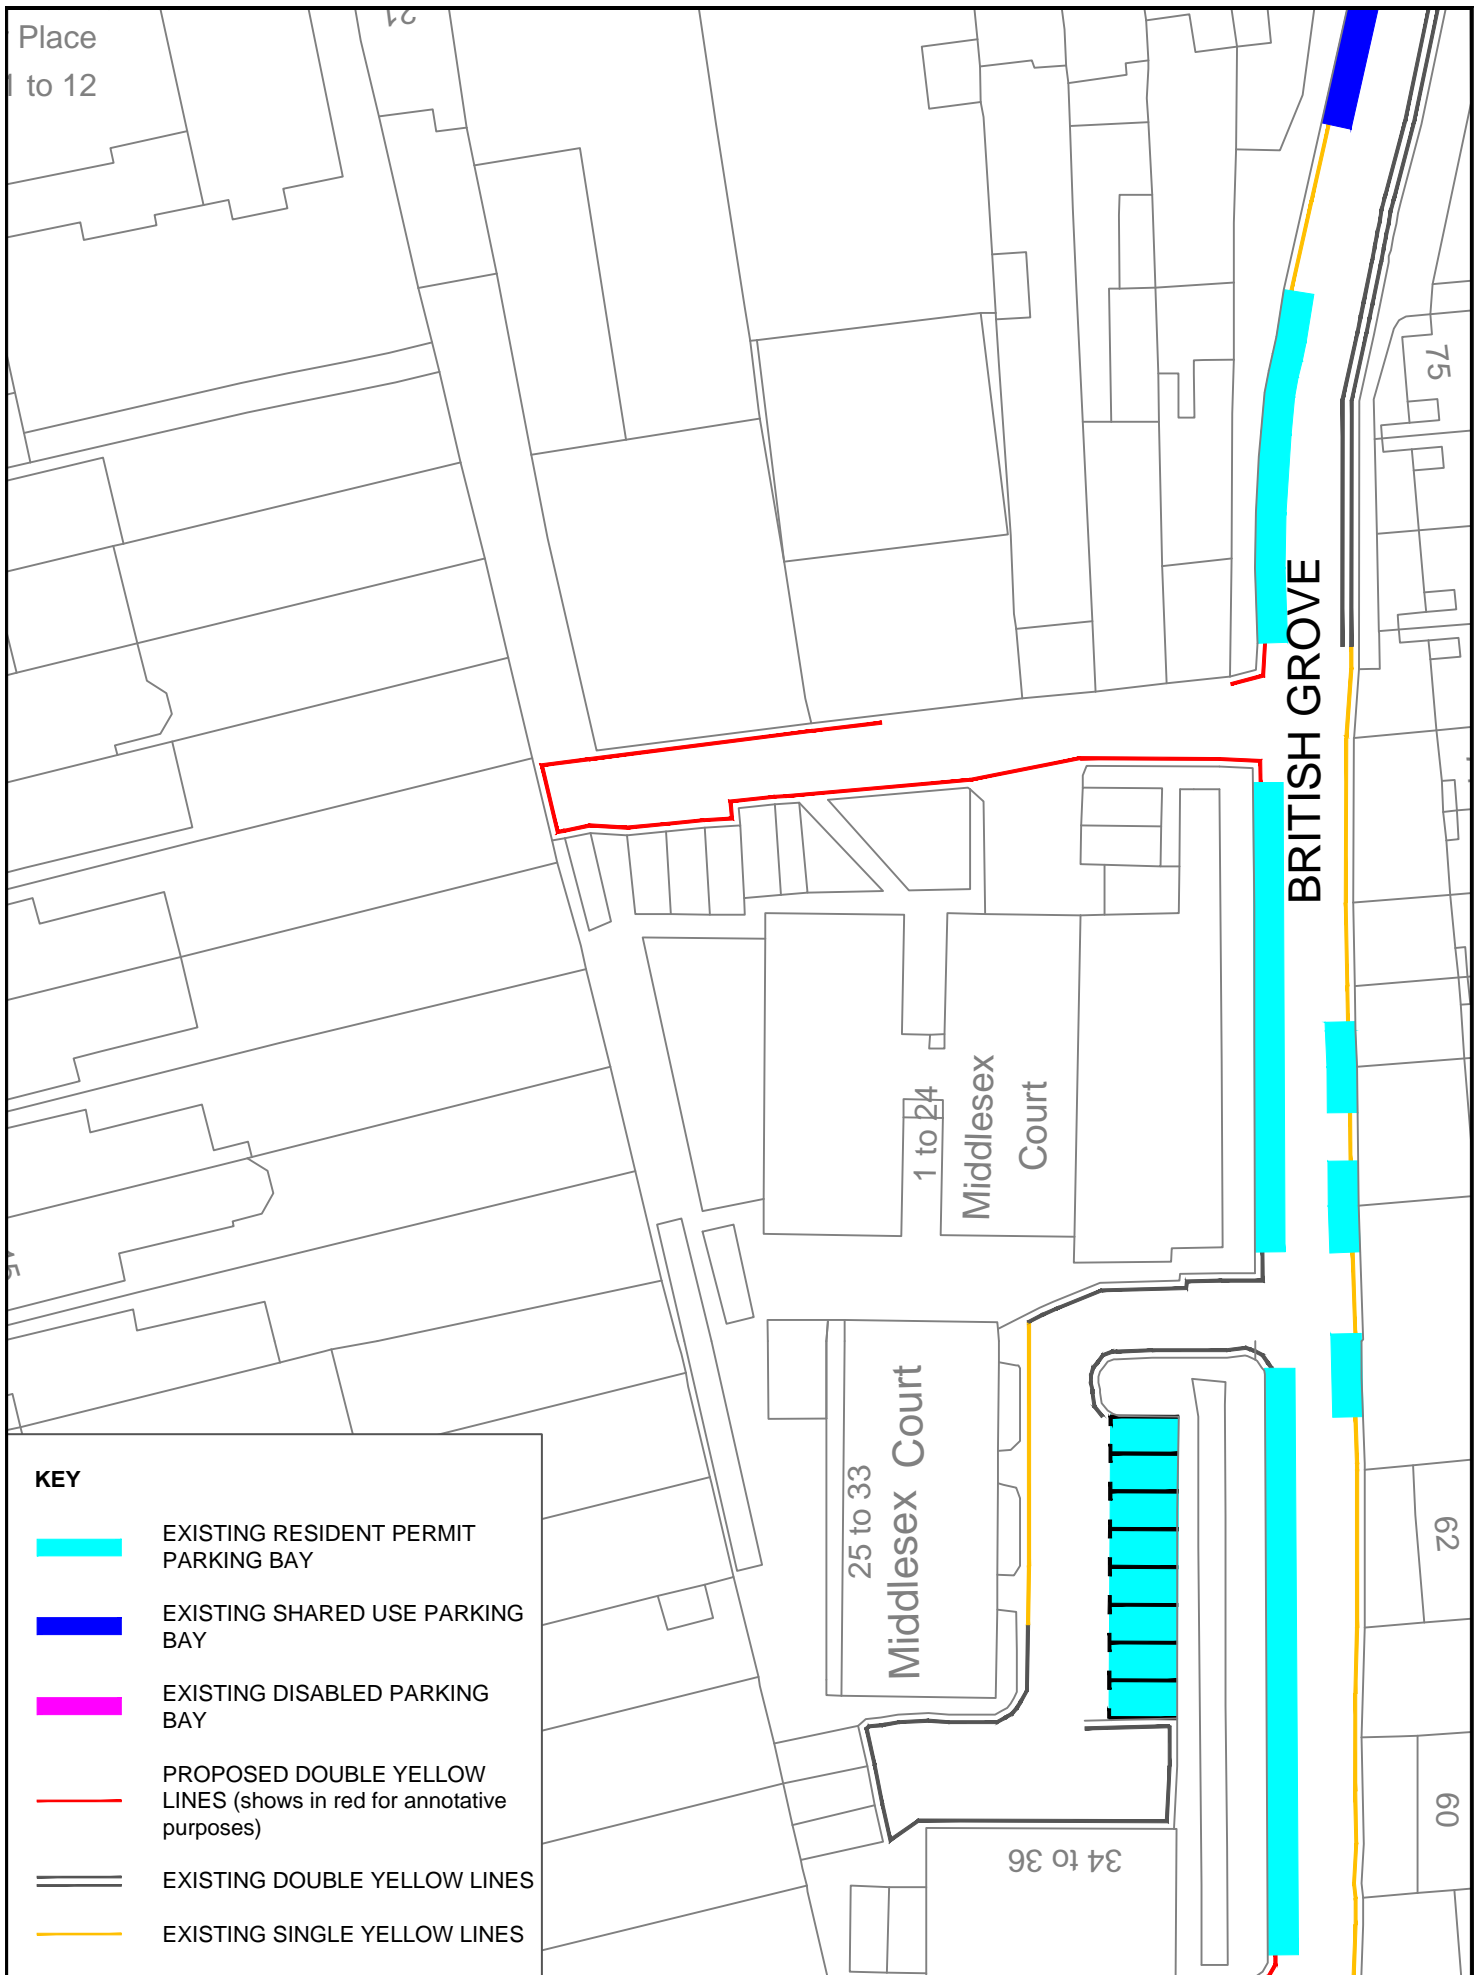 Place
1 to 12
21
75
BRITISH GROVE
1 to 24
Middlesex
Court
25 to 33
Middlesex Court
62
60
34 to 36
KEY
EXISTING RESIDENT PERMIT
PARKING BAY
EXISTING SHARED USE PARKING
BAY
EXISTING DISABLED PARKING
BAY
PROPOSED DOUBLE YELLOW
LINES (shows in red for annotative
purposes)
EXISTING DOUBLE YELLOW LINES
EXISTING SINGLE YELLOW LINES